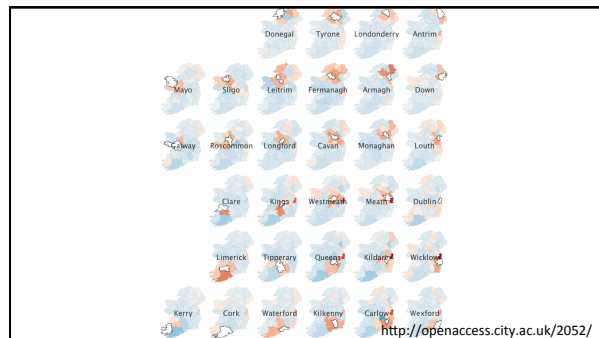 Donegal Tyrone Londonderry Antrim
Mayo Sligo Leitrim Fermanagh Armagh Down
Galway Roscommon Longford Cavan Monaghan Louth
Clare Kings Westmeath Meath Dublin
Limerick Tipperary Queens Kildare Wicklow
Kerry Cork Waterford Kilkenny Carlow Wexford
http://openaccess.city.ac.uk/2052/